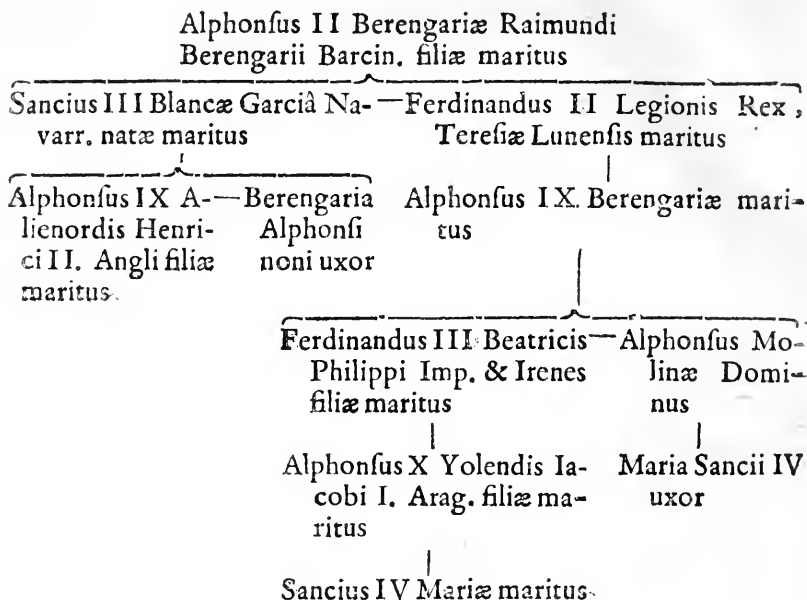 Alphonſus II Berengariæ Raimundi
Berengarii Barcin. filiæ maritus
Sancius III Blancæ Garciâ Na-
varr. natæ maritus
Ferdinandus II Legionis Rex,
Tereſiæ Lunenſis maritus
Alphonſus IX A-
lienordis Henri-
ci II. Angli filiæ
maritus.
Berengaria
Alphonſi
noni uxor
Alphonſus IX. Berengariæ mari-
tus
Ferdinandus III Beatricis
Philippi Imp. & Irenes
filiæ maritus
Alphonſus Mo-
linæ Domi-
nus
Alphonſus X Yolendis Ia-
cobi I. Arag. filiæ ma-
ritus
Maria Sancii IV
uxor
Sancius IV Mariæ maritus.